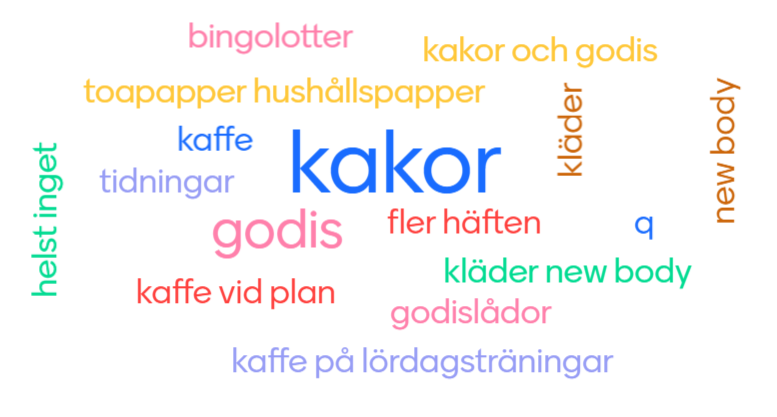 bingolotter
kakor och godis
toapapper hushållspapper
kläder
new body
kaffe
kakor
tidningar
helst inget
godis
fler häften
q
kläder new body
kaffe vid plan
godislådor
kaffe på lördagsträningar